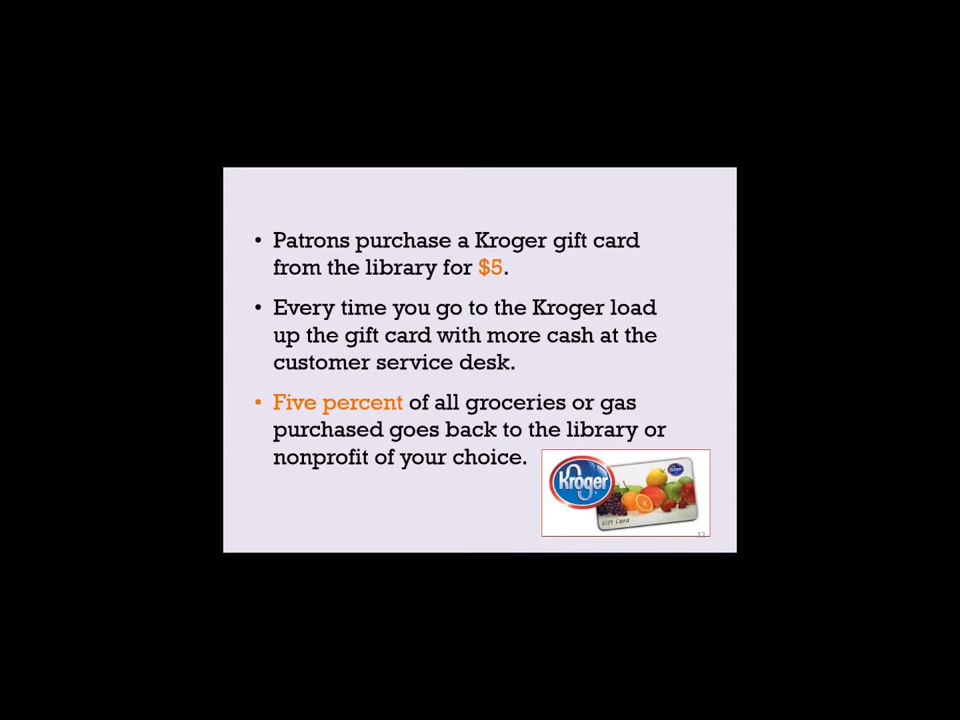 • Patrons purchase a Kroger gift card
from the library for $5.
• Every time you go to the Kroger load
up the gift card with more cash at the
customer service desk.
• Five percent of all groceries or gas
purchased goes back to the library or
nonprofit of your choice.
Kroger
Kroger
Gift Card
12